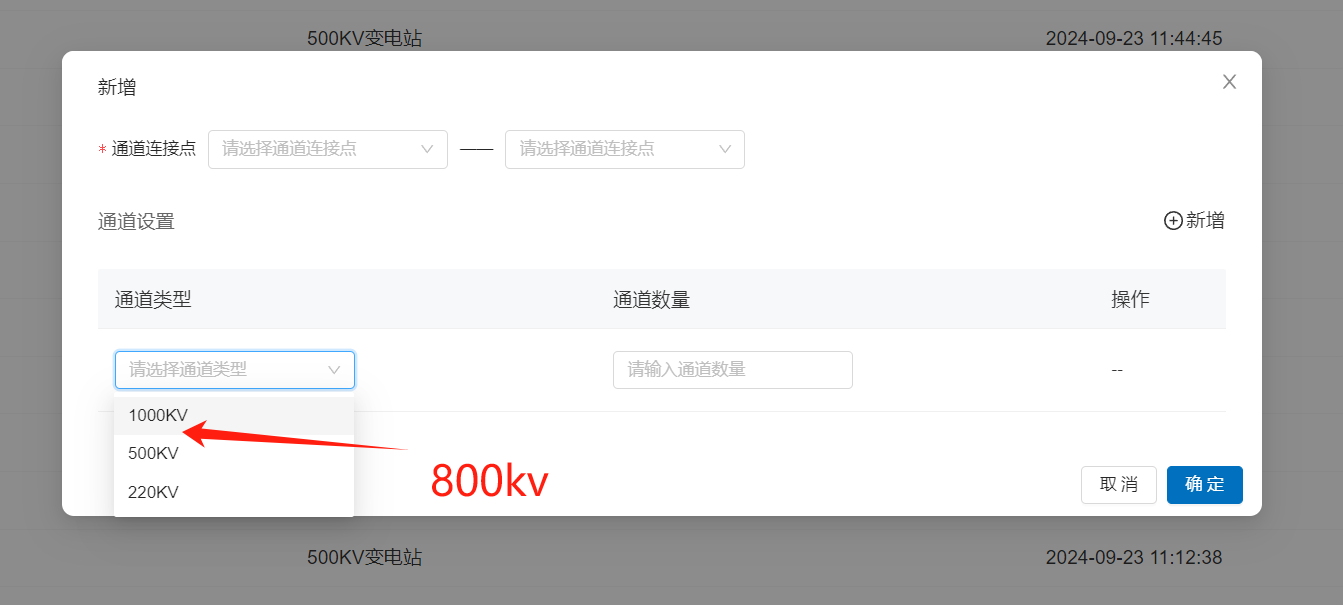 500KV变电站 2024-09-23 11:44:45
新增
* 通道连接点 请选择通道连接点 —— 请选择通道连接点
通道设置 新增
通道类型 通道数量 操作
请选择通道类型 请输入通道数量 --
1000KV
500KV
800kv
220KV
取 消 确 定
500KV变电站 2024-09-23 11:12:38